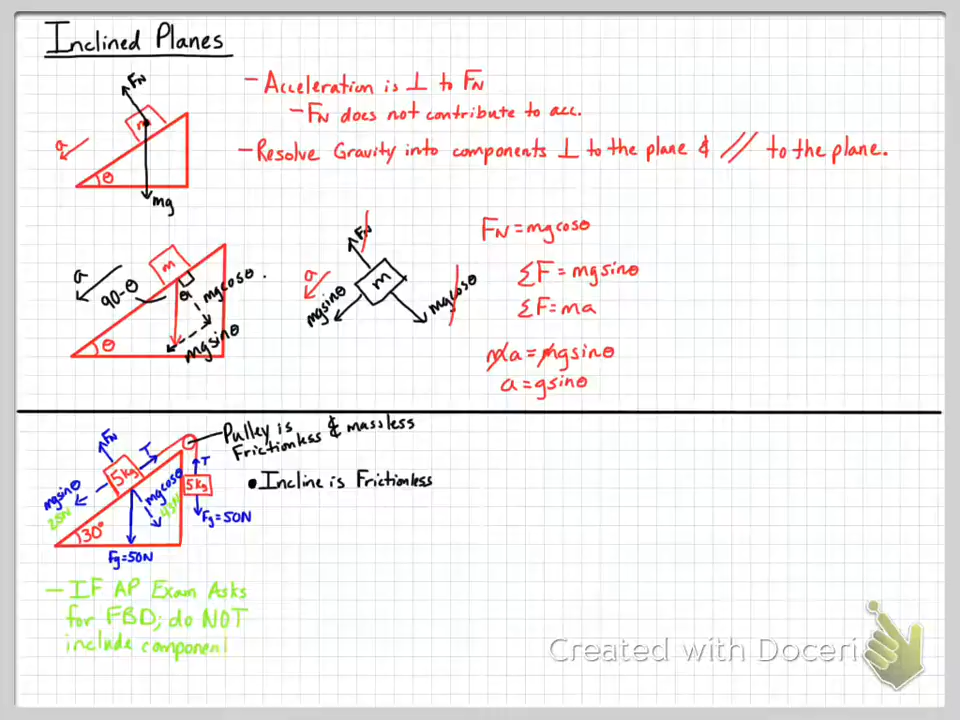 Inclined Planes
FN
m
a
θ
mg
- Acceleration is ⊥ to FN
- FN does not contribute to acc.
- Resolve Gravity into components ⊥ to the plane & // to the plane.
a
90-θ
m
θ
mgcosθ.
mgsinθ
θ
FN
a
m
mgsinθ
mgcosθ
FN = mgcosθ
ΣF = mgsinθ
ΣF = ma
ma = mgsinθ
a = gsinθ
Pulley is & massless
Frictionless
• Incline is Frictionless
FN
T
5kg
mgsinθ
25N
mgcosθ
43N
T
5kg
Fg=50N
30°
Fg=50N
- IF AP Exam Asks
for FBD; do NOT
include component
Created with Doceri